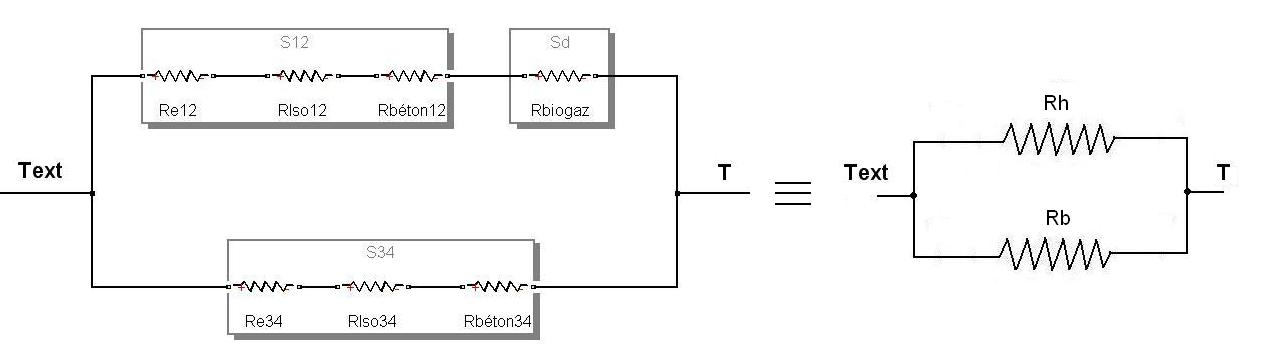 S12
Sd
Re12 RIso12 Rbéton12 Rbiogaz
Text
T
S34
Re34 RIso34 Rbéton34
Rh
Text
T
Rb